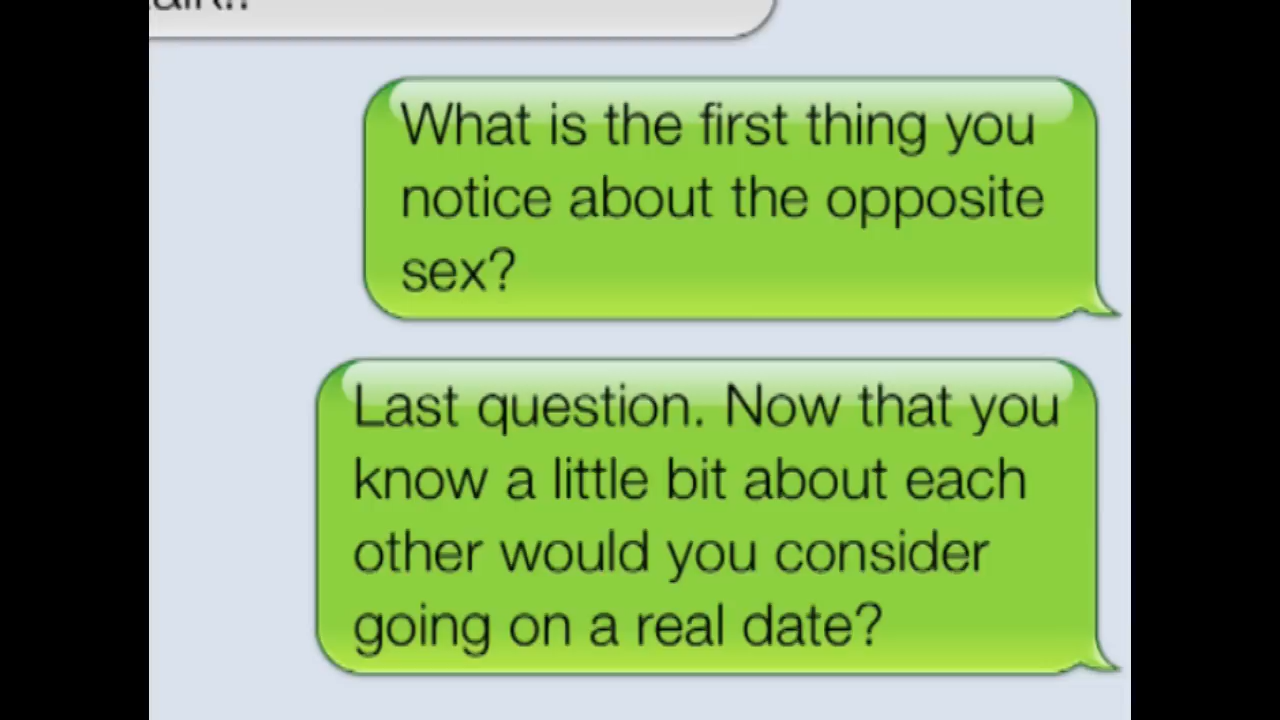 What is the first thing you
notice about the opposite
sex?
Last question. Now that you
know a little bit about each
other would you consider
going on a real date?